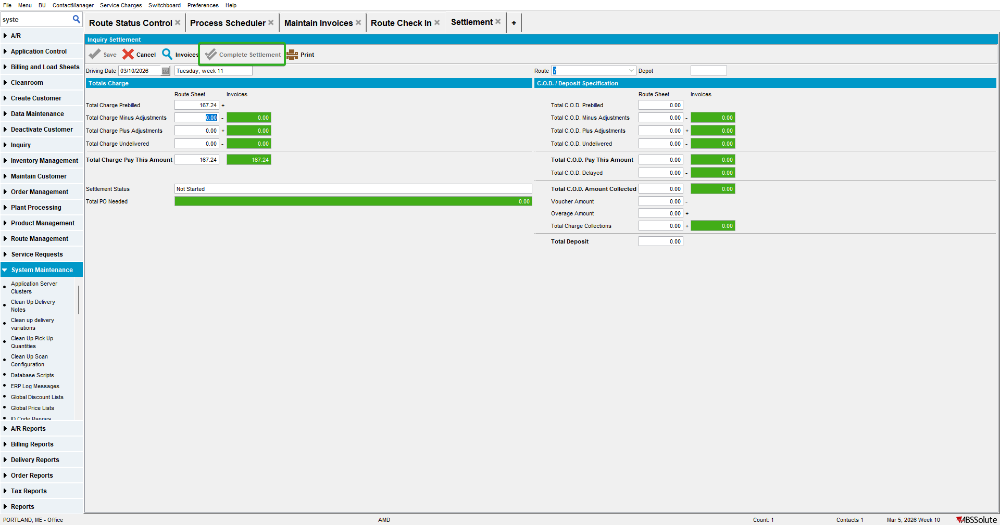 File Menu BU ContactManager Service Charges Switchboard Preferences Help
syste
Route Status Control Process Scheduler Maintain Invoices Route Check In Settlement +
Inquiry Settlement
Save Cancel Invoices Complete Settlement Print
Driving Date 03/10/2026 16 Tuesday, week 11 Route 7 Depot
Totals Charge
Route Sheet Invoices
Total Charge Prebilled 167.24 +
Total Charge Minus Adjustments 0.00 - 0.00
Total Charge Plus Adjustments 0.00 + 0.00
Total Charge Undelivered 0.00 - 0.00
Total Charge Pay This Amount 167.24 167.24
Settlement Status Not Started
Total PO Needed 0.00
C.O.D. / Deposit Specification
Route Sheet Invoices
Total C.O.D. Prebilled 0.00
Total C.O.D. Minus Adjustments 0.00 - 0.00
Total C.O.D. Plus Adjustments 0.00 + 0.00
Total C.O.D. Undelivered 0.00 - 0.00
Total C.O.D. Pay This Amount 0.00 0.00
Total C.O.D. Delayed 0.00 - 0.00
Total C.O.D. Amount Collected 0.00 0.00
Voucher Amount 0.00 -
Overage Amount 0.00 +
Total Charge Collections 0.00 + 0.00
Total Deposit 0.00
A/R
Application Control
Billing and Load Sheets
Cleanroom
Create Customer
Data Maintenance
Deactivate Customer
Inquiry
Inventory Management
Maintain Customer
Order Management
Plant Processing
Product Management
Route Management
Service Requests
System Maintenance
Application Server
Clusters
Clean Up Delivery
Notes
Clean up delivery
variations
Clean Up Pick Up
Quantities
Clean Up Scan
Configuration
Database Scripts
ERP Log Messages
Global Discount Lists
Global Price Lists
ID Code Ranges
A/R Reports
Billing Reports
Delivery Reports
Order Reports
Tax Reports
Reports
PORTLAND, ME - Office AMD Count: 1 Contacts 1 Mar 5, 2026 Week 10 ABSSolute